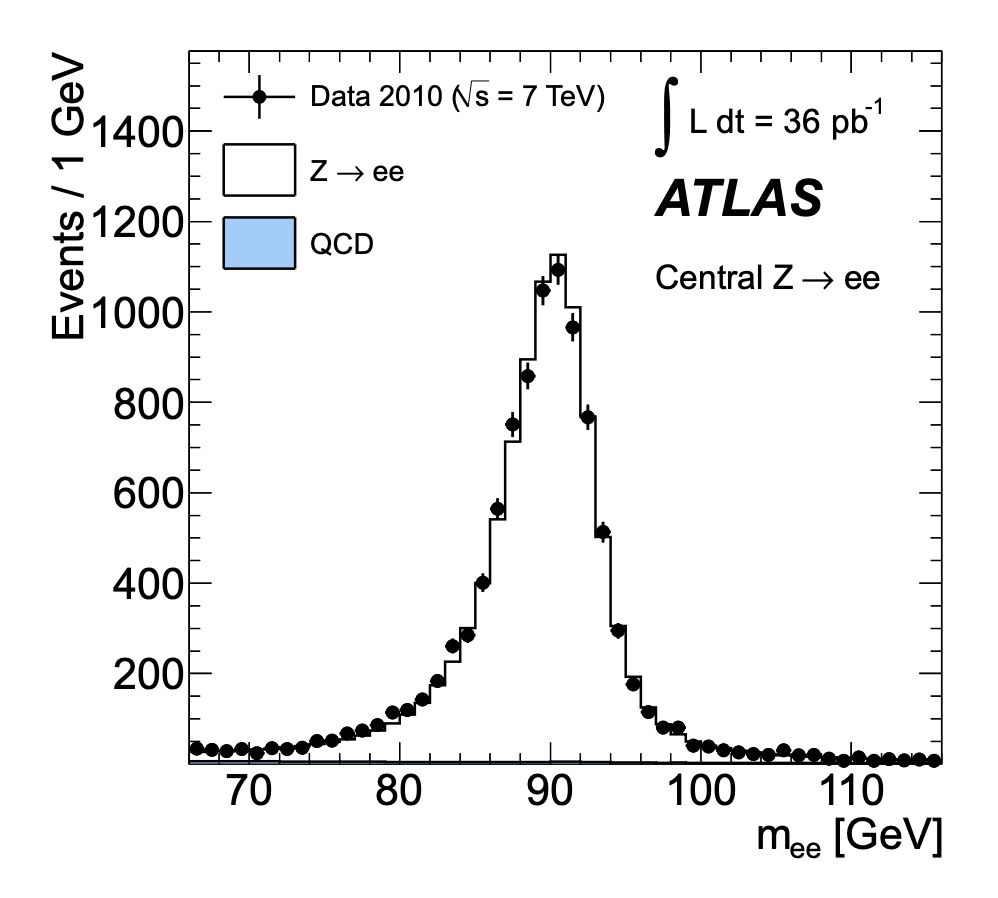 Events / 1 GeV
1400
1200
1000
800
600
400
200
Data 2010 (√s = 7 TeV)
Z → ee
QCD
∫ L dt = 36 pb⁻¹
ATLAS
Central Z → ee
70 80 90 100 110
mₑₑ [GeV]